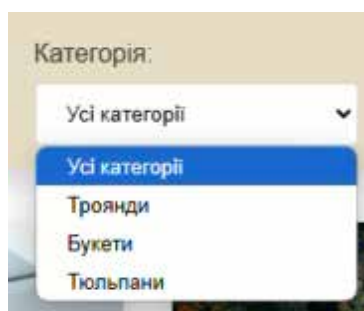 Категорія:
Усі категорії
Усі категорії
Троянди
Букети
Тюльпани